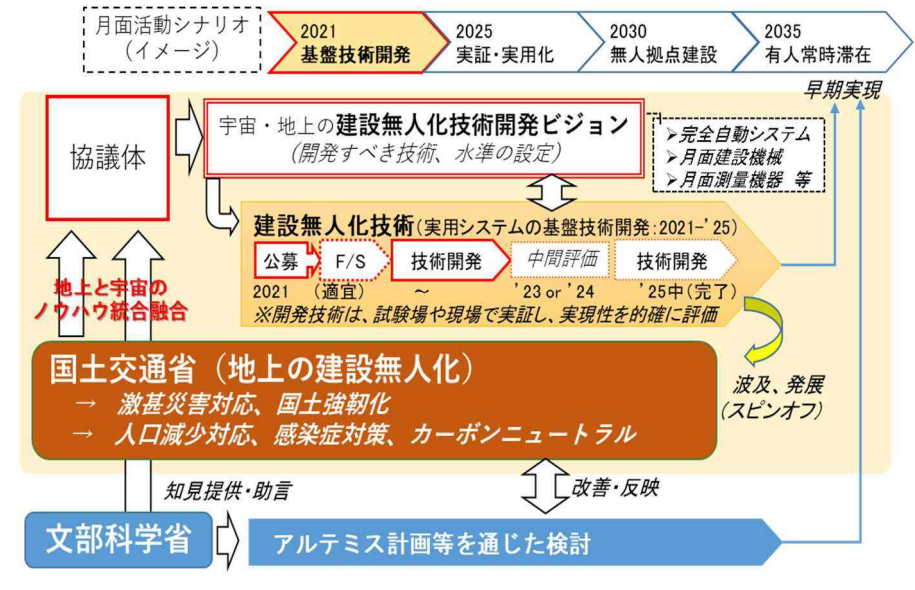 月面活動シナリオ
（イメージ）
2021
基盤技術開発
2025
実証・実用化
2030
無人拠点建設
2035
有人常時滞在
早期実現
協議体
宇宙・地上の建設無人化技術開発ビジョン
（開発すべき技術、水準の設定）
➢完全自動システム
➢月面建設機械
➢月面測量機器 等
建設無人化技術（実用システムの基盤技術開発：2021-’25）
公募
F/S
技術開発
中間評価
技術開発
2021 （適宜） ～ ’23 or ’24 ’25中（完了）
※開発技術は、試験場や現場で実証し、実現性を的確に評価
地上と宇宙の
ノウハウ統合融合
国土交通省（地上の建設無人化）
→ 激甚災害対応、国土強靭化
→ 人口減少対応、感染症対策、カーボンニュートラル
波及、発展
（スピンオフ）
知見提供・助言
改善・反映
文部科学省
アルテミス計画等を通じた検討